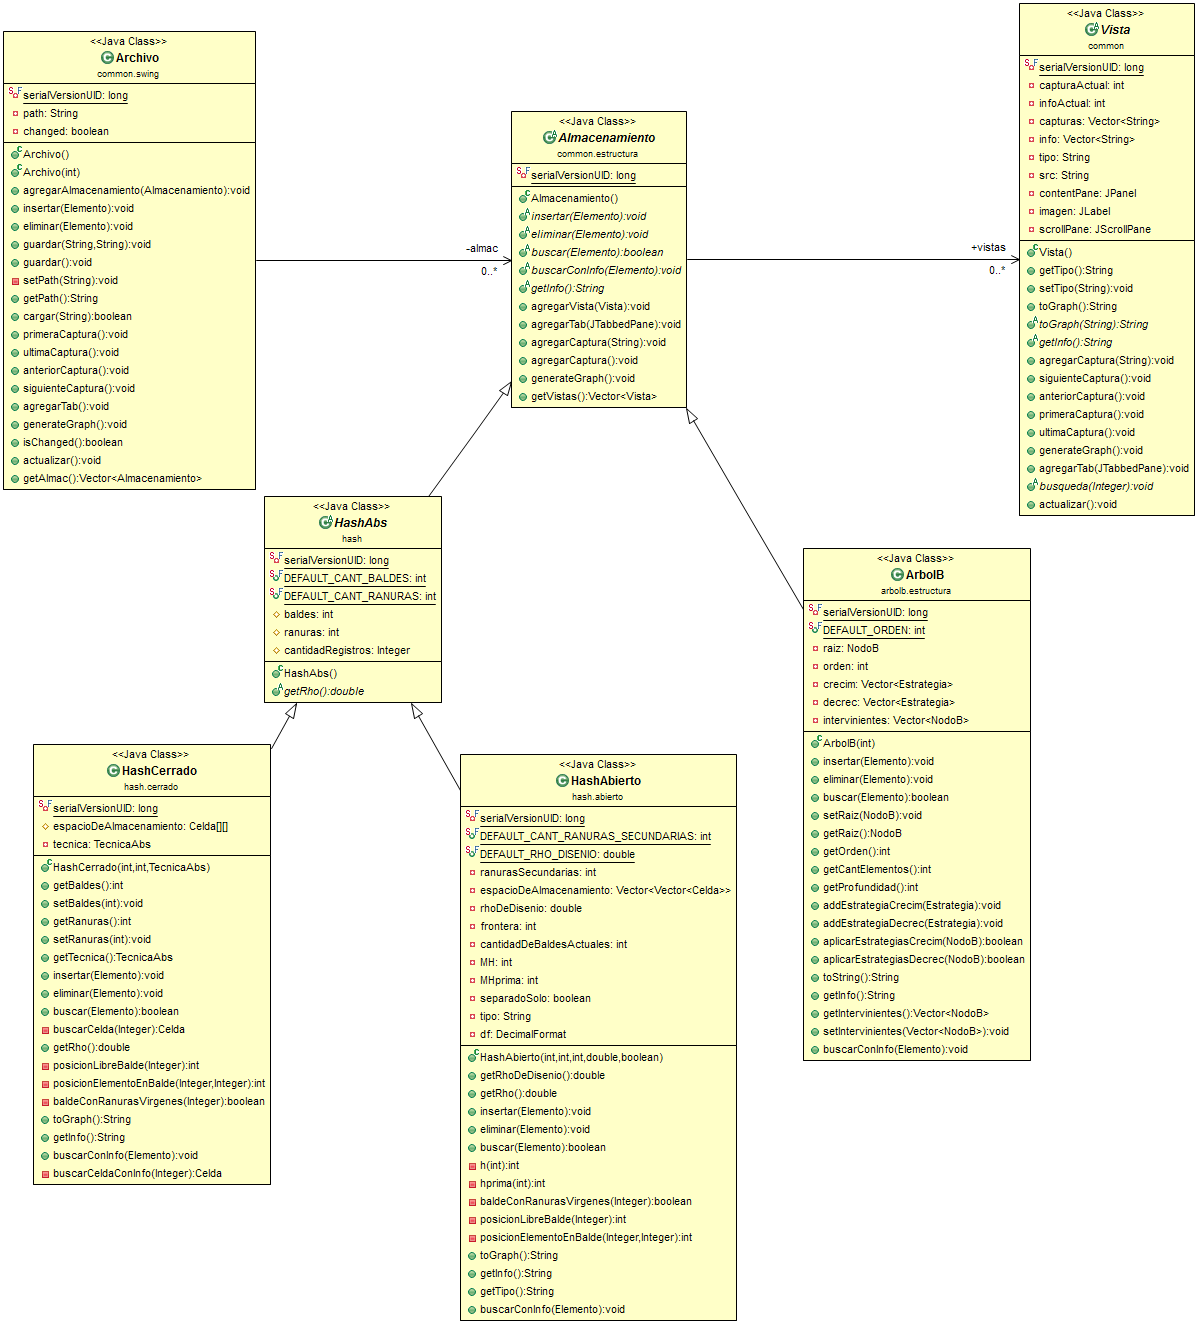 <<Java Class>>
Archivo
common.swing
serialVersionUID: long
path: String
changed: boolean
Archivo()
Archivo(int)
agregarAlmacenamiento(Almacenamiento):void
insertar(Elemento):void
eliminar(Elemento):void
guardar(String,String):void
guardar():void
setPath(String):void
getPath():String
cargar(String):boolean
primeraCaptura():void
ultimaCaptura():void
anteriorCaptura():void
siguienteCaptura():void
agregarTab():void
generateGraph():void
isChanged():boolean
actualizar():void
getAlmac():Vector<Almacenamiento>
-almac
0..*
<<Java Class>>
Almacenamiento
common.estructura
serialVersionUID: long
Almacenamiento()
insertar(Elemento):void
eliminar(Elemento):void
buscar(Elemento):boolean
buscarConInfo(Elemento):void
getInfo():String
agregarVista(Vista):void
agregarTab(JTabbedPane):void
agregarCaptura(String):void
agregarCaptura():void
generateGraph():void
getVistas():Vector<Vista>
+vistas
0..*
<<Java Class>>
Vista
common
serialVersionUID: long
capturaActual: int
infoActual: int
capturas: Vector<String>
info: Vector<String>
tipo: String
src: String
contentPane: JPanel
imagen: JLabel
scrollPane: JScrollPane
Vista()
getTipo():String
setTipo(String):void
toGraph():String
toGraph(String):String
getInfo():String
agregarCaptura(String):void
siguienteCaptura():void
anteriorCaptura():void
primeraCaptura():void
ultimaCaptura():void
generateGraph():void
agregarTab(JTabbedPane):void
busqueda(Integer):void
actualizar():void
<<Java Class>>
HashAbs
hash
serialVersionUID: long
DEFAULT_CANT_BALDES: int
DEFAULT_CANT_RANURAS: int
baldes: int
ranuras: int
cantidadRegistros: Integer
HashAbs()
getRho():double
<<Java Class>>
ArbolB
arbolb.estructura
serialVersionUID: long
DEFAULT_ORDEN: int
raiz: NodoB
orden: int
crecim: Vector<Estrategia>
decrec: Vector<Estrategia>
intervinientes: Vector<NodoB>
ArbolB(int)
insertar(Elemento):void
eliminar(Elemento):void
buscar(Elemento):boolean
setRaiz(NodoB):void
getRaiz():NodoB
getOrden():int
getCantElementos():int
getProfundidad():int
addEstrategiaCrecim(Estrategia):void
addEstrategiaDecrec(Estrategia):void
aplicarEstrategiasCrecim(NodoB):boolean
aplicarEstrategiasDecrec(NodoB):boolean
toString():String
getInfo():String
getIntervinientes():Vector<NodoB>
setIntervinientes(Vector<NodoB>):void
buscarConInfo(Elemento):void
<<Java Class>>
HashCerrado
hash.cerrado
serialVersionUID: long
espacioDeAlmacenamiento: Celda[][]
tecnica: TecnicaAbs
HashCerrado(int,int,TecnicaAbs)
getBaldes():int
setBaldes(int):void
getRanuras():int
setRanuras(int):void
getTecnica():TecnicaAbs
insertar(Elemento):void
eliminar(Elemento):void
buscar(Elemento):boolean
buscarCelda(Integer):Celda
getRho():double
posicionLibreBalde(Integer):int
posicionElementoEnBalde(Integer,Integer):int
baldeConRanurasVirgenes(Integer):boolean
toGraph():String
getInfo():String
buscarConInfo(Elemento):void
buscarCeldaConInfo(Integer):Celda
<<Java Class>>
HashAbierto
hash.abierto
serialVersionUID: long
DEFAULT_CANT_RANURAS_SECUNDARIAS: int
DEFAULT_RHO_DISENIO: double
ranurasSecundarias: int
espacioDeAlmacenamiento: Vector<Vector<Celda>>
rhoDeDisenio: double
frontera: int
cantidadDeBaldesActuales: int
MH: int
MHprima: int
separadoSolo: boolean
tipo: String
df: DecimalFormat
HashAbierto(int,int,int,double,boolean)
getRhoDeDisenio():double
getRho():double
insertar(Elemento):void
eliminar(Elemento):void
buscar(Elemento):boolean
h(int):int
hprima(int):int
baldeConRanurasVirgenes(Integer):boolean
posicionLibreBalde(Integer):int
posicionElementoEnBalde(Integer,Integer):int
toGraph():String
getInfo():String
getTipo():String
buscarConInfo(Elemento):void